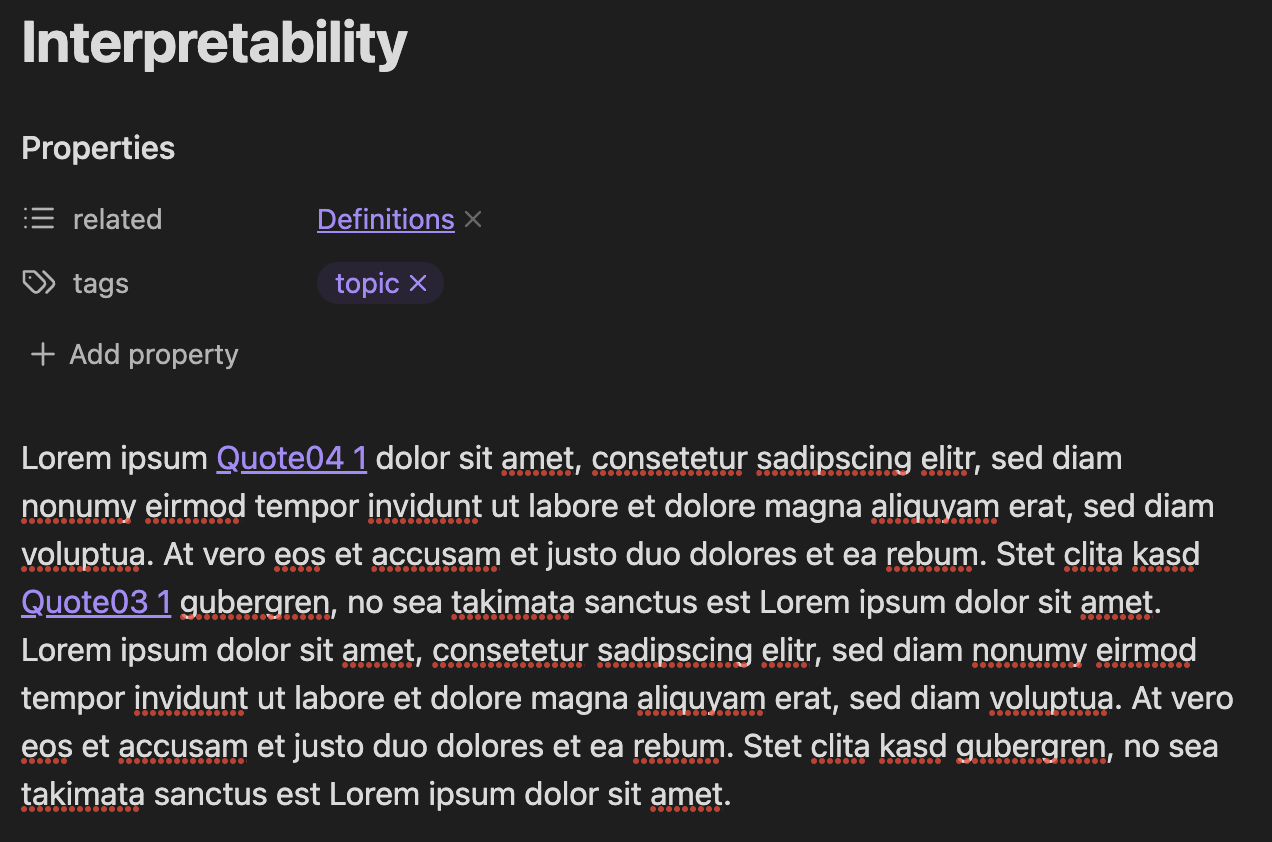 Interpretability
Properties
related Definitions
tags topic
Add property
Lorem ipsum Quote04 1 dolor sit amet, consetetur sadipscing elitr, sed diam
nonumy eirmod tempor invidunt ut labore et dolore magna aliquyam erat, sed diam
voluptua. At vero eos et accusam et justo duo dolores et ea rebum. Stet clita kasd
Quote03 1 gubergren, no sea takimata sanctus est Lorem ipsum dolor sit amet.
Lorem ipsum dolor sit amet, consetetur sadipscing elitr, sed diam nonumy eirmod
tempor invidunt ut labore et dolore magna aliquyam erat, sed diam voluptua. At vero
eos et accusam et justo duo dolores et ea rebum. Stet clita kasd gubergren, no sea
takimata sanctus est Lorem ipsum dolor sit amet.